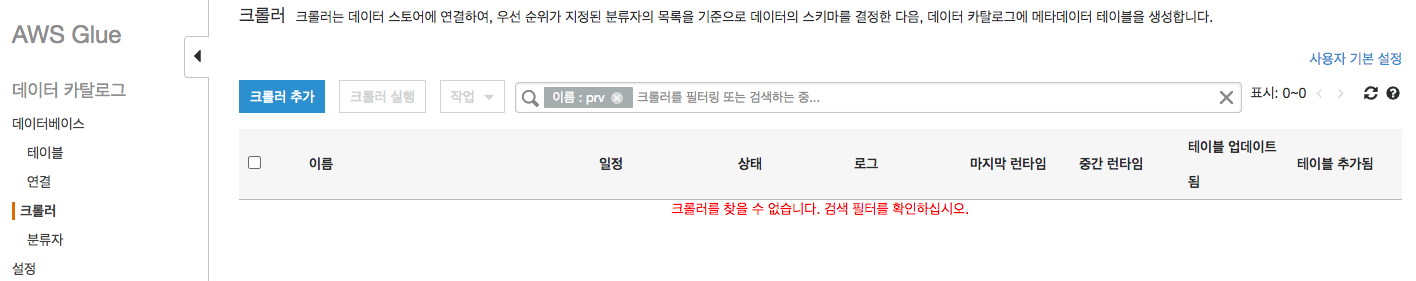 크롤러 크롤러는 데이터 스토어에 연결하여, 우선 순위가 지정된 분류자의 목록을 기준으로 데이터의 스키마를 결정한 다음, 데이터 카탈로그에 메타데이터 테이블을 생성합니다.
AWS Glue
사용자 기본 설정
데이터 카탈로그
크롤러 추가 크롤러 실행 작업 이름 : prv 크롤러를 필터링 또는 검색하는 중... 표시: 0~0
데이터베이스
테이블
연결
크롤러
분류자
설정
이름 일정 상태 로그 마지막 런타임 중간 런타임 테이블 업데이트 됨 테이블 추가됨
크롤러를 찾을 수 없습니다. 검색 필터를 확인하십시오.